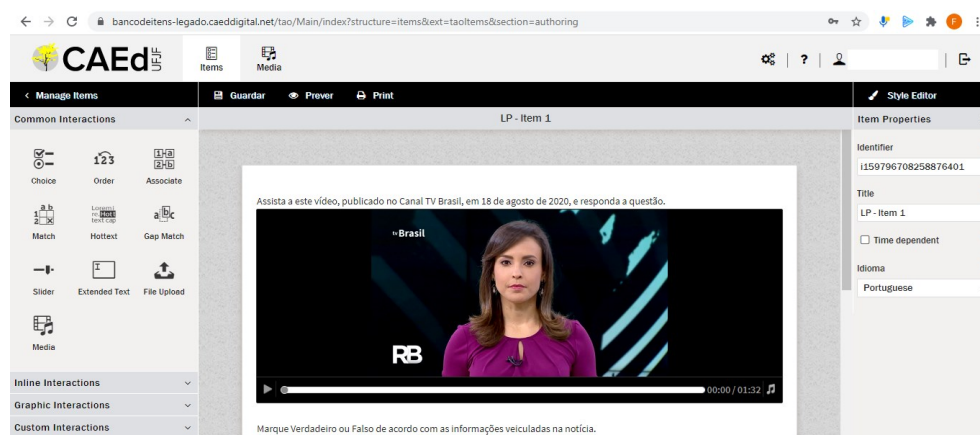 bancodeitens-legado.caeddigital.net/tao/Main/index?structure=items&ext=taoItems&section=authoring
F
CAEd UFJF
Items
Media
?
< Manage Items
Guardar
Prever
Print
Style Editor
Common Interactions
LP - Item 1
Item Properties
Choice
Order
Associate
Match
Hottext
Gap Match
Slider
Extended Text
File Upload
Media
Inline Interactions
Graphic Interactions
Custom Interactions
Assista a este vídeo, publicado no Canal TV Brasil, em 18 de agosto de 2020, e responda a questão.
tv Brasil
RB
00:00 / 01:32
Marque Verdadeiro ou Falso de acordo com as informações veiculadas na notícia.
Identifier
i159796708258876401
Title
LP - Item 1
Time dependent
Idioma
Portuguese